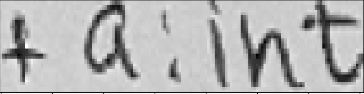 + a : int